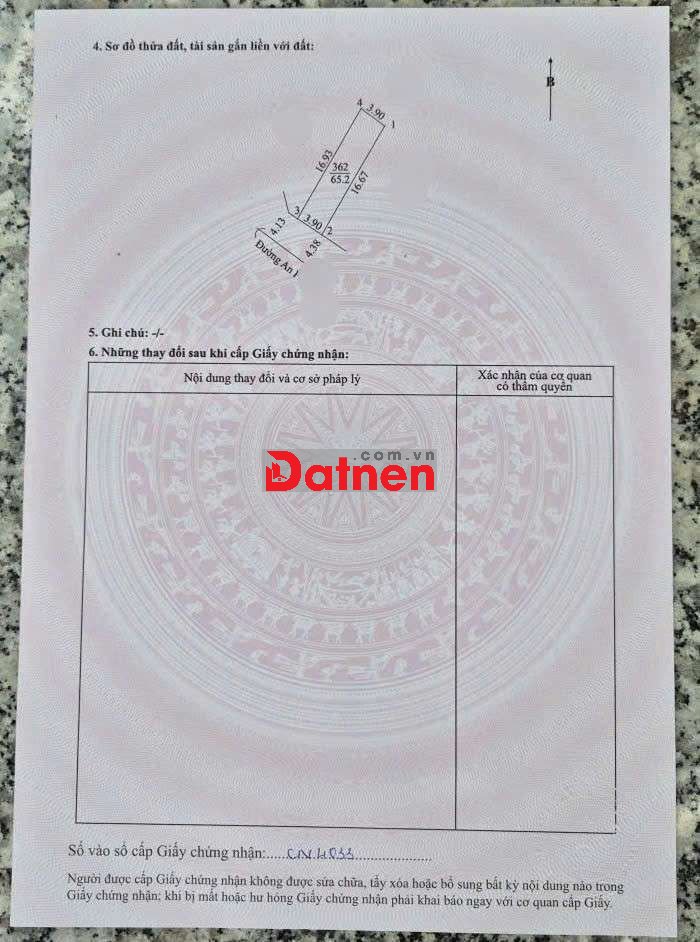 4. Sơ đồ thửa đất, tài sản gắn liền với đất:
B
4
3.90
1
16.93
362
65.2
16.67
3
3.90
2
4.13
4.38
Đường An
5. Ghi chú: -/-
6. Những thay đổi sau khi cấp Giấy chứng nhận:
Nội dung thay đổi và cơ sở pháp lý
Xác nhận của cơ quan
có thẩm quyền
.com.vn
Datnen
Số vào sổ cấp Giấy chứng nhận:.....CN4033..................
Người được cấp Giấy chứng nhận không được sửa chữa, tẩy xóa hoặc bổ sung bất kỳ nội dung nào trong
Giấy chứng nhận; khi bị mất hoặc hư hỏng Giấy chứng nhận phải khai báo ngay với cơ quan cấp Giấy.